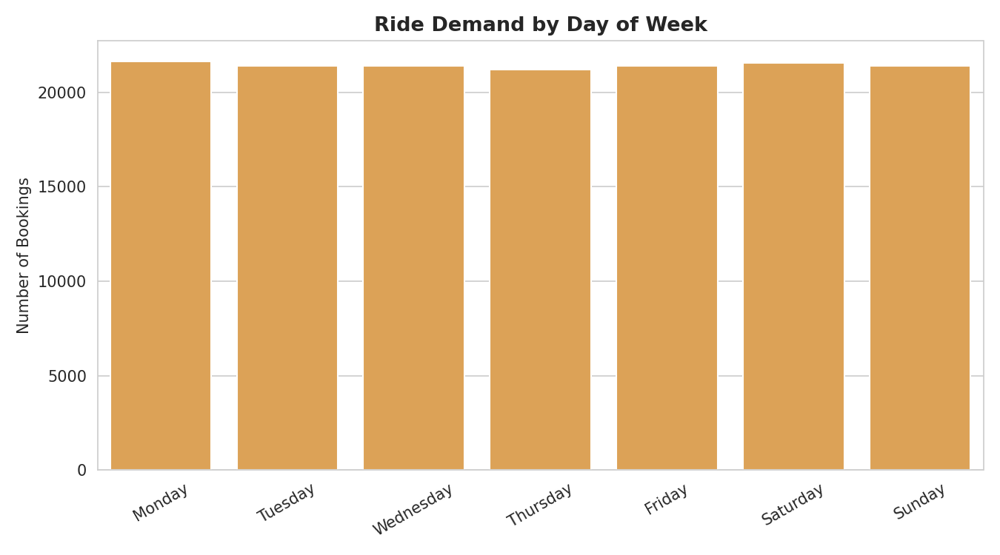 Ride Demand by Day of Week
Number of Bookings
20000
15000
10000
5000
0
Monday
Tuesday
Wednesday
Thursday
Friday
Saturday
Sunday